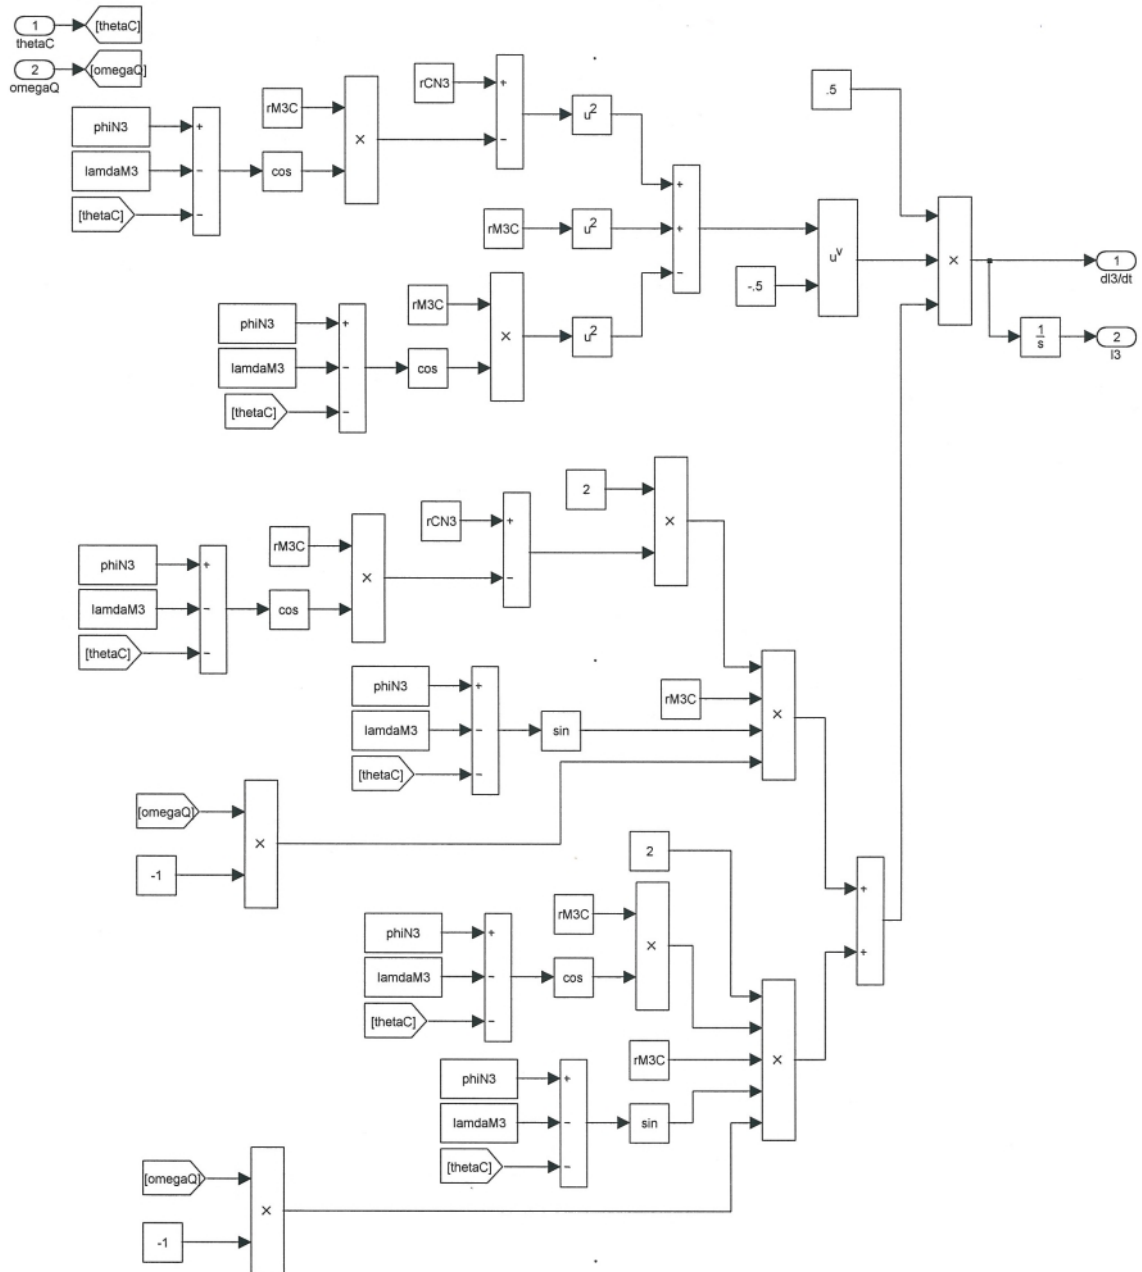 1
thetaC
[thetaC]
2
omegaQ
[omegaQ]
phiN3
lamdaM3
[thetaC]
+
−
−
cos
rM3C
×
rCN3
+
−
u²
rM3C
u²
phiN3
lamdaM3
[thetaC]
+
−
−
cos
rM3C
×
u²
+
+
−
-.5
uᵛ
.5
×
1
dl3/dt
1
s
2
l3
phiN3
lamdaM3
[thetaC]
+
−
−
cos
rM3C
×
rCN3
+
−
2
×
phiN3
lamdaM3
[thetaC]
+
−
−
sin
rM3C
×
[omegaQ]
-1
×
2
phiN3
lamdaM3
[thetaC]
+
−
−
cos
rM3C
×
rM3C
×
phiN3
lamdaM3
[thetaC]
+
−
−
sin
[omegaQ]
-1
×
+
+